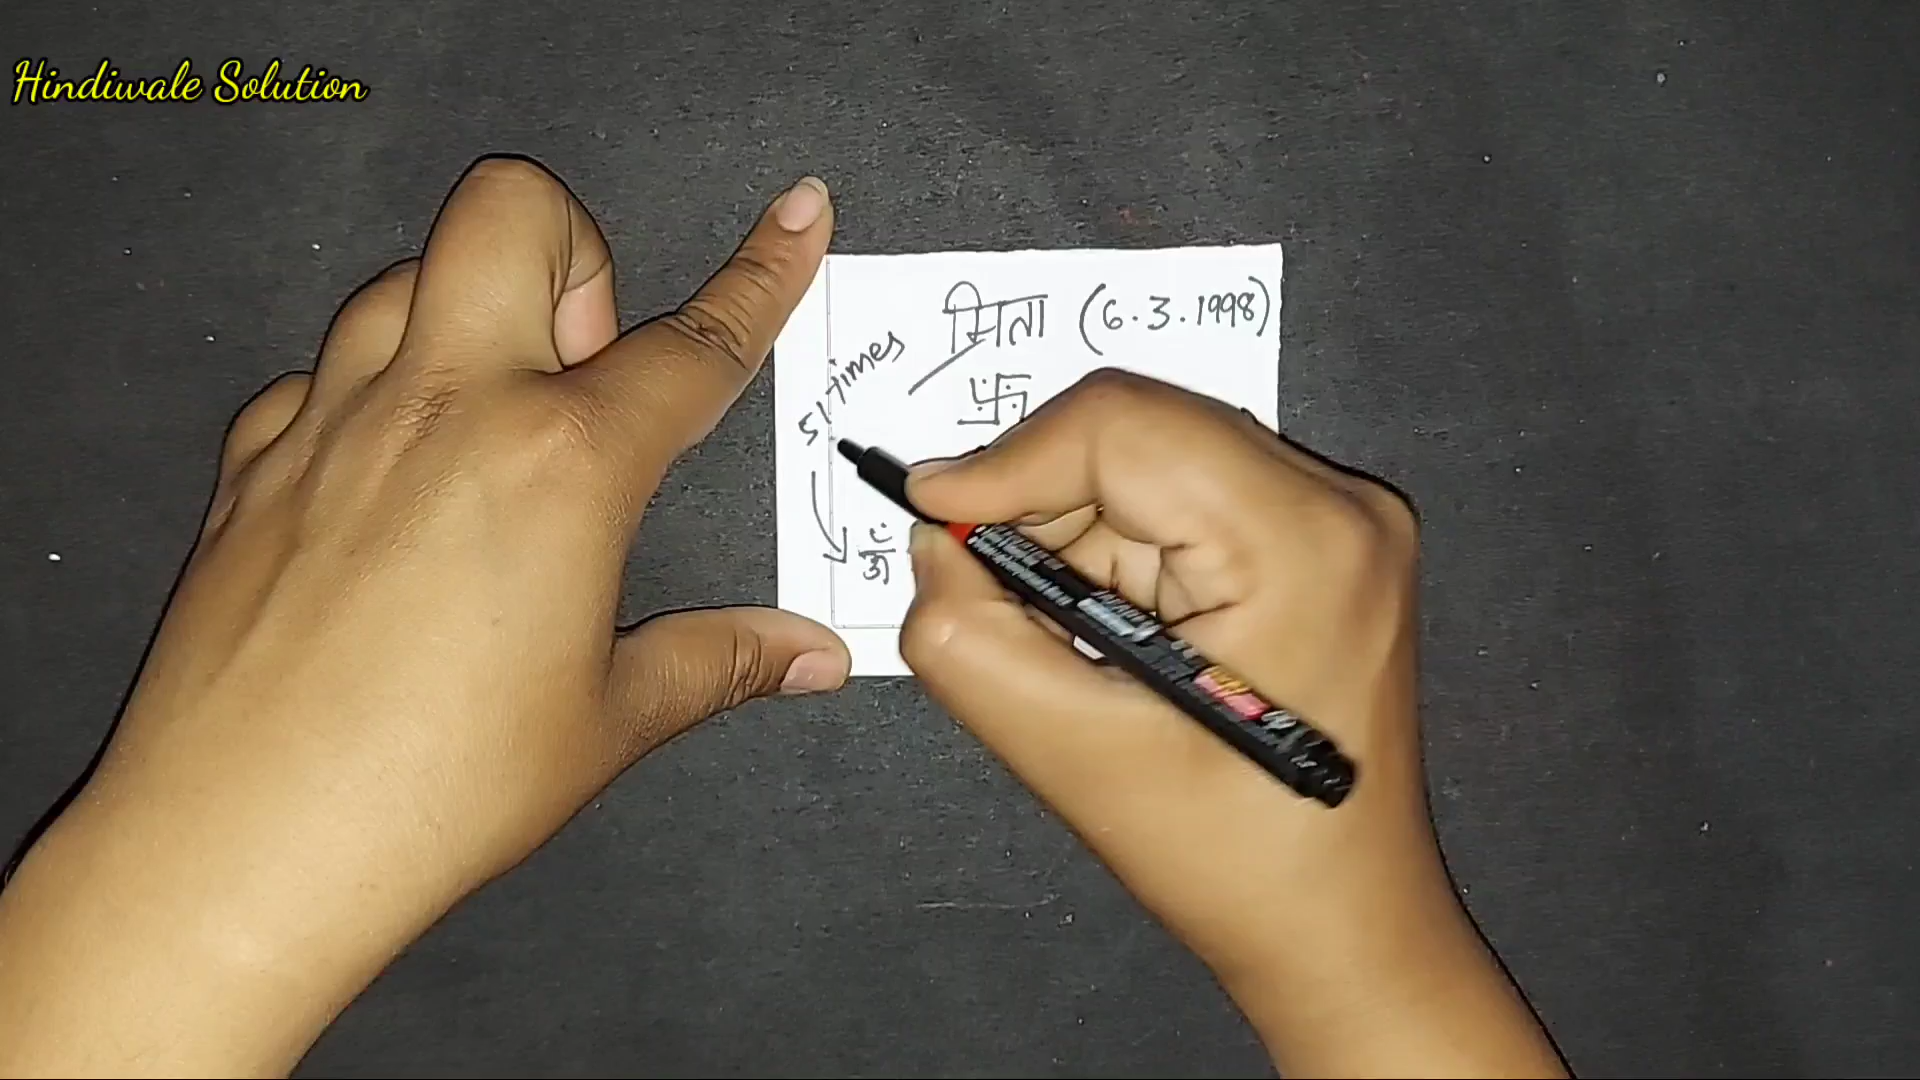 Hindiwale Solution
मिता (6.3.1998)
卐
51 Times